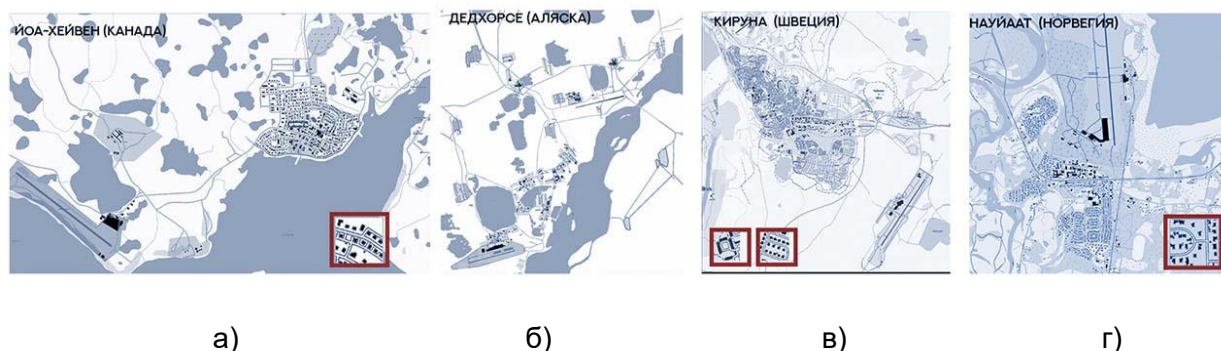 ЙОА-ХЕЙВЕН (КАНАДА)
ДЕДХОРСЕ (АЛЯСКА)
КИРУНА (ШВЕЦИЯ)
НАУЙААТ (НОРВЕГИЯ)
а)
б)
в)
г)